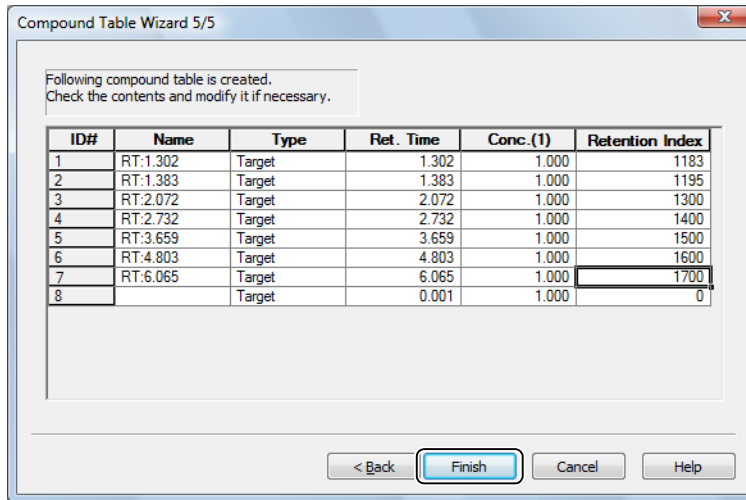 Compound Table Wizard 5/5
Following compound table is created.
Check the contents and modify it if necessary.
ID# Name Type Ret. Time Conc.(1) Retention Index
1 RT:1.302 Target 1.302 1.000 1183
2 RT:1.383 Target 1.383 1.000 1195
3 RT:2.072 Target 2.072 1.000 1300
4 RT:2.732 Target 2.732 1.000 1400
5 RT:3.659 Target 3.659 1.000 1500
6 RT:4.803 Target 4.803 1.000 1600
7 RT:6.065 Target 6.065 1.000 1700
8 Target 0.001 1.000 0
< Back Finish Cancel Help